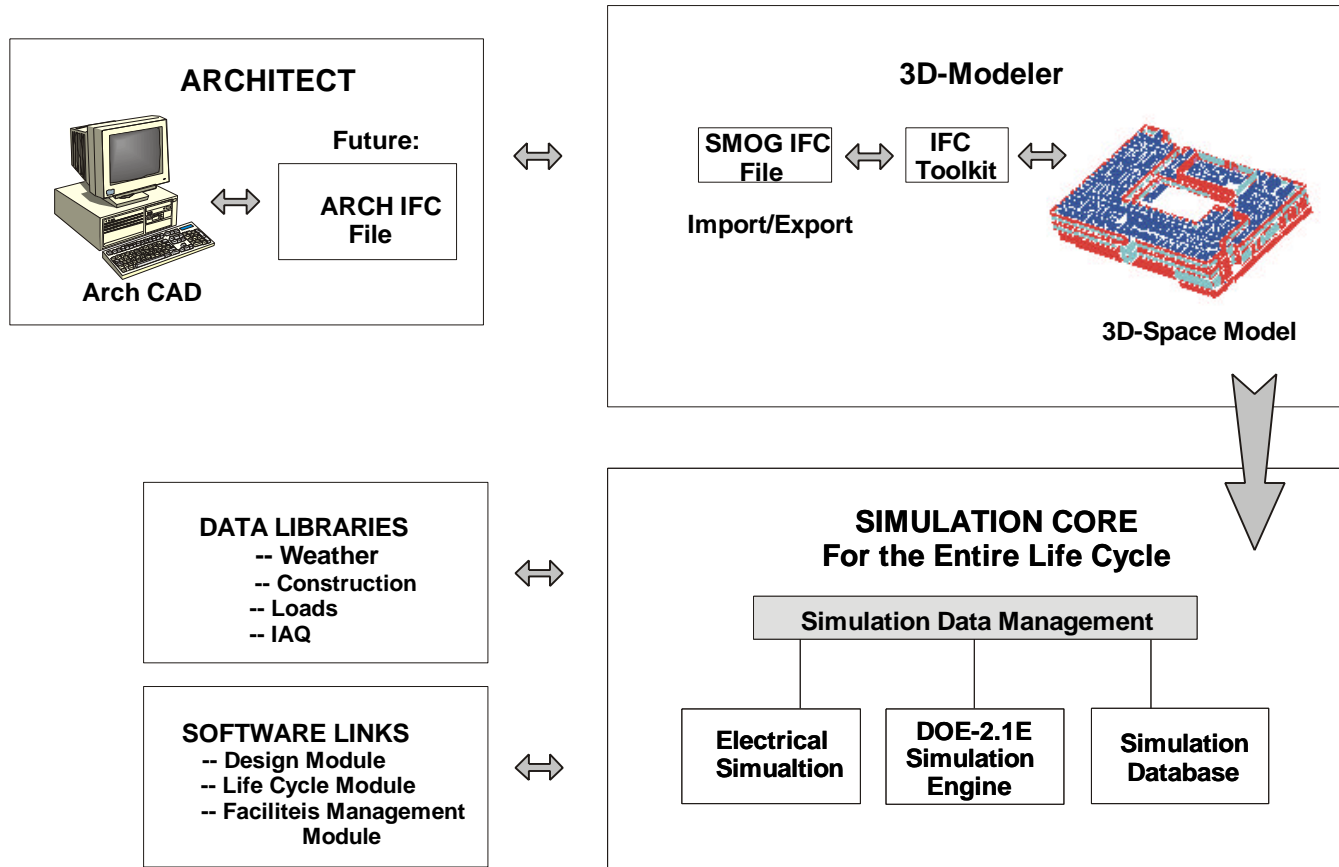 ARCHITECT
Future:
ARCH IFC
File
Arch CAD
3D-Modeler
SMOG IFC
File
IFC
Toolkit
Import/Export
3D-Space Model
DATA LIBRARIES
-- Weather
-- Construction
-- Loads
-- IAQ
SOFTWARE LINKS
-- Design Module
-- Life Cycle Module
-- Faciliteis Management
Module
SIMULATION CORE
For the Entire Life Cycle
Simulation Data Management
Electrical
Simualtion
DOE-2.1E
Simulation
Engine
Simulation
Database